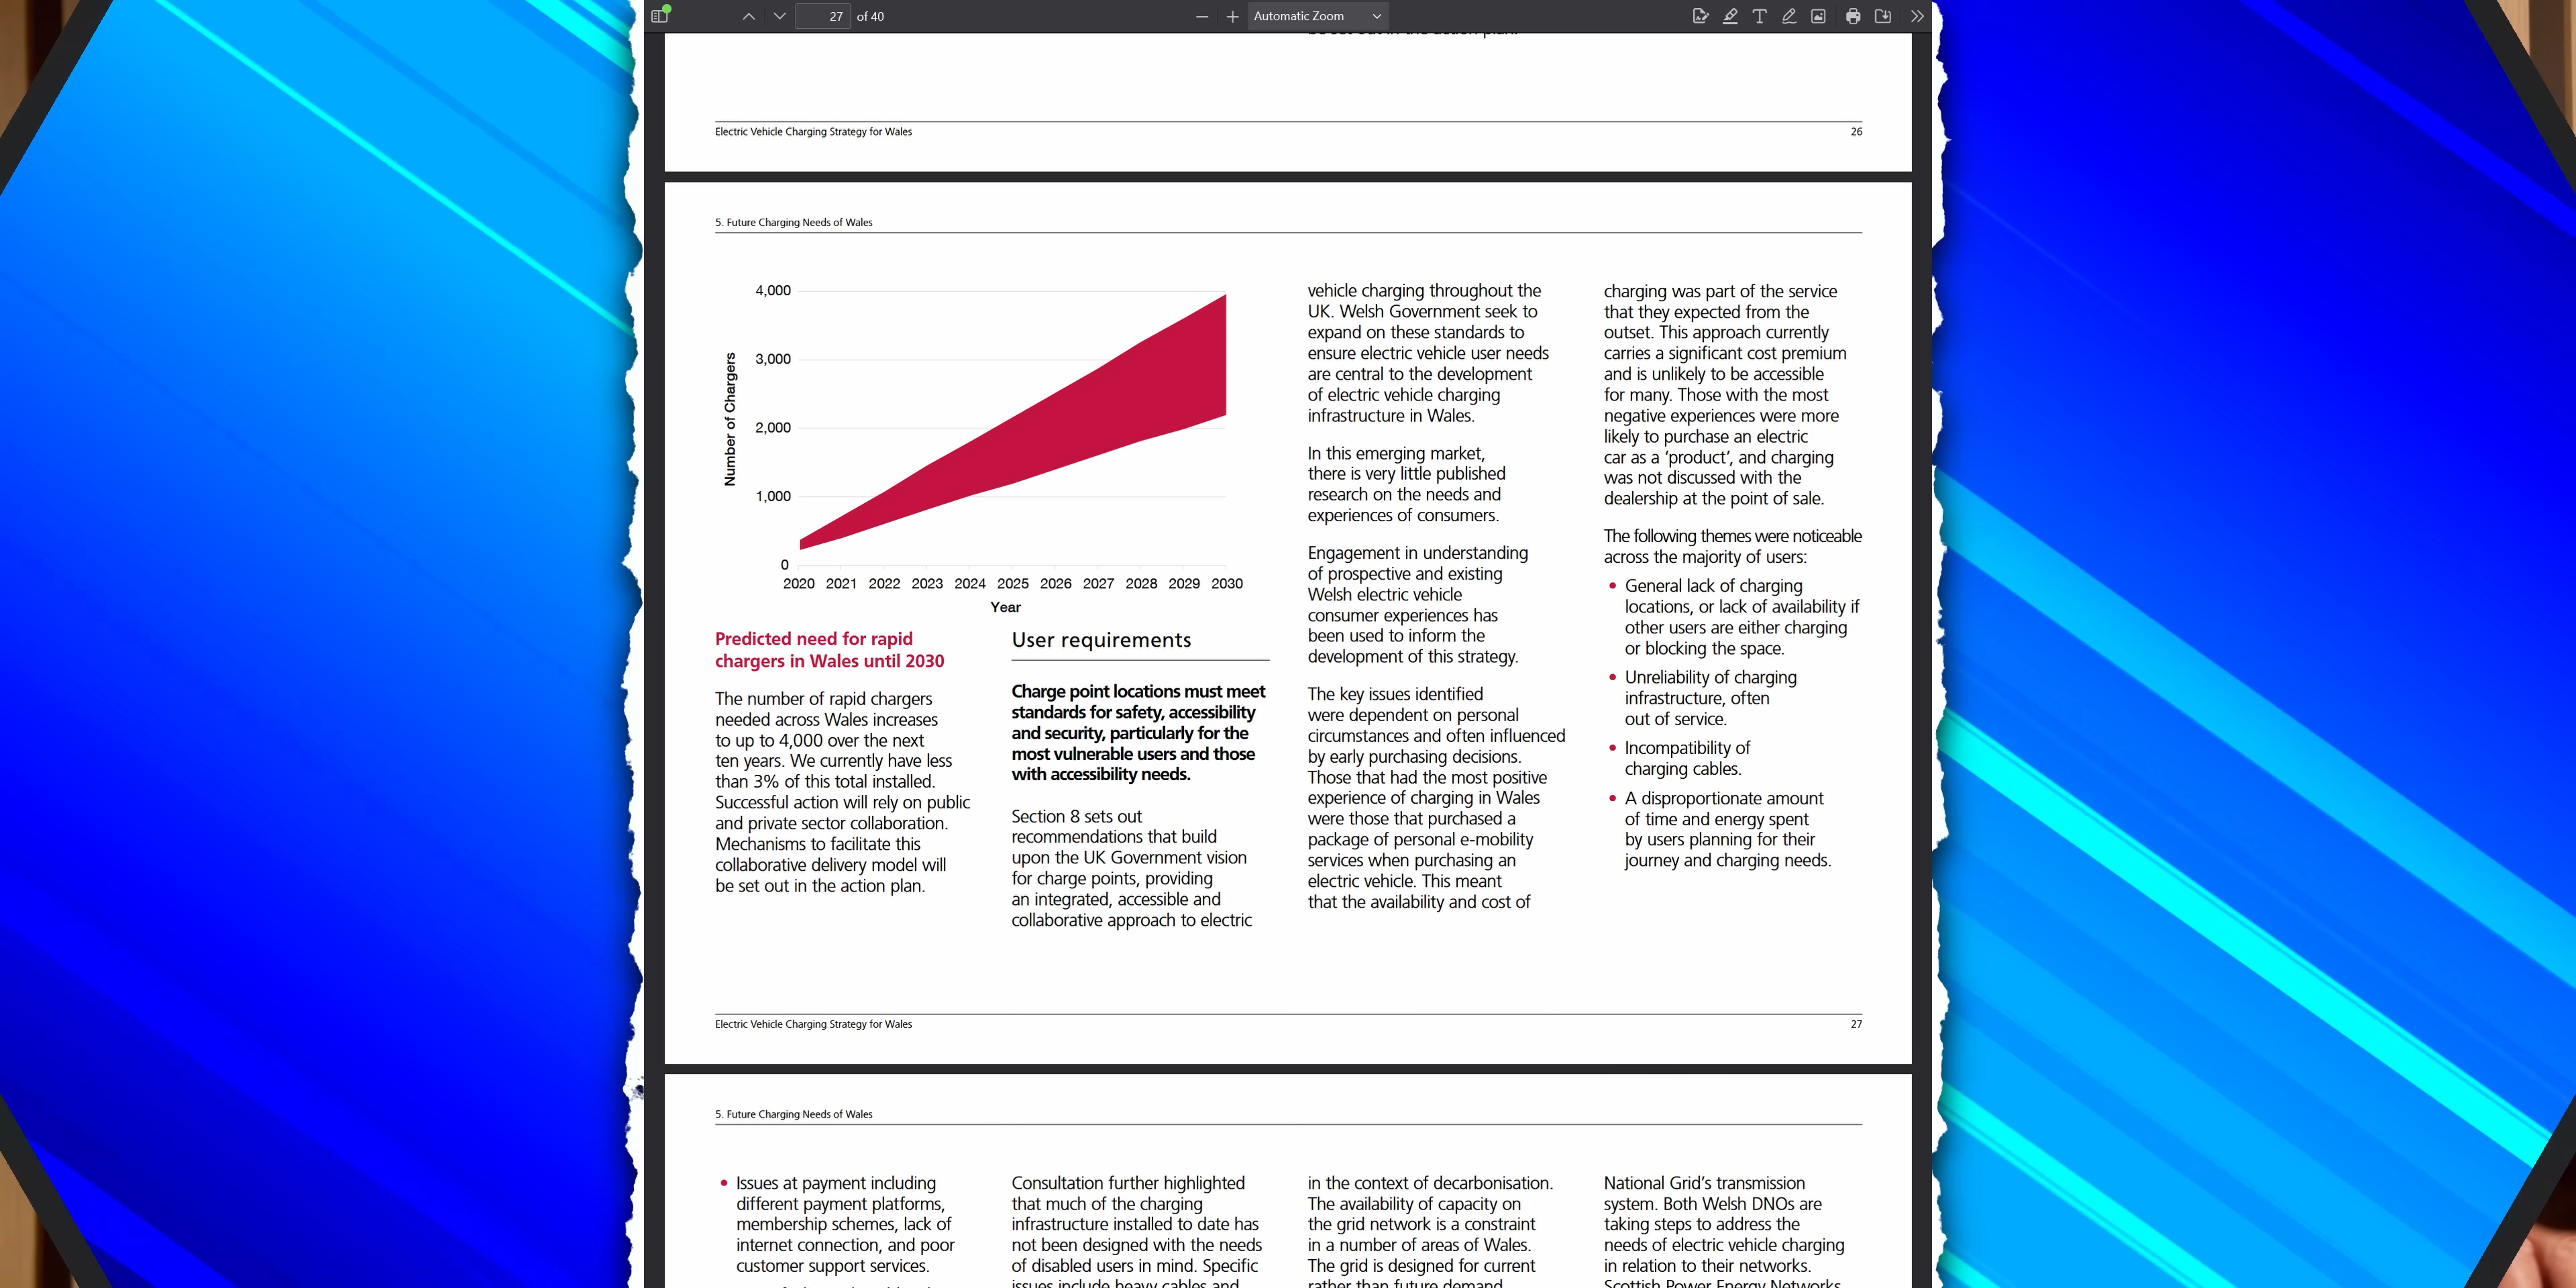 27 of 40
Automatic Zoom
Electric Vehicle Charging Strategy for Wales
26
5. Future Charging Needs of Wales
4,000
3,000
2,000
1,000
0
Number of Chargers
2020 2021 2022 2023 2024 2025 2026 2027 2028 2029 2030
Year
Predicted need for rapid
chargers in Wales until 2030
The number of rapid chargers
needed across Wales increases
to up to 4,000 over the next
ten years. We currently have less
than 3% of this total installed.
Successful action will rely on public
and private sector collaboration.
Mechanisms to facilitate this
collaborative delivery model will
be set out in the action plan.
User requirements
Charge point locations must meet
standards for safety, accessibility
and security, particularly for the
most vulnerable users and those
with accessibility needs.
Section 8 sets out
recommendations that build
upon the UK Government vision
for charge points, providing
an integrated, accessible and
collaborative approach to electric
vehicle charging throughout the
UK. Welsh Government seek to
expand on these standards to
ensure electric vehicle user needs
are central to the development
of electric vehicle charging
infrastructure in Wales.
In this emerging market,
there is very little published
research on the needs and
experiences of consumers.
Engagement in understanding
of prospective and existing
Welsh electric vehicle
consumer experiences has
been used to inform the
development of this strategy.
The key issues identified
were dependent on personal
circumstances and often influenced
by early purchasing decisions.
Those that had the most positive
experience of charging in Wales
were those that purchased a
package of personal e-mobility
services when purchasing an
electric vehicle. This meant
that the availability and cost of
charging was part of the service
that they expected from the
outset. This approach currently
carries a significant cost premium
and is unlikely to be accessible
for many. Those with the most
negative experiences were more
likely to purchase an electric
car as a ‘product’, and charging
was not discussed with the
dealership at the point of sale.
The following themes were noticeable
across the majority of users:
• General lack of charging
locations, or lack of availability if
other users are either charging
or blocking the space.
• Unreliability of charging
infrastructure, often
out of service.
• Incompatibility of
charging cables.
• A disproportionate amount
of time and energy spent
by users planning for their
journey and charging needs.
Electric Vehicle Charging Strategy for Wales
27
5. Future Charging Needs of Wales
• Issues at payment including
different payment platforms,
membership schemes, lack of
internet connection, and poor
customer support services.
Consultation further highlighted
that much of the charging
infrastructure installed to date has
not been designed with the needs
of disabled users in mind. Specific
issues include heavy cables and
in the context of decarbonisation.
The availability of capacity on
the grid network is a constraint
in a number of areas of Wales.
The grid is designed for current
rather than future demand
National Grid’s transmission
system. Both Welsh DNOs are
taking steps to address the
needs of electric vehicle charging
in relation to their networks.
Scottish Power Energy Networks